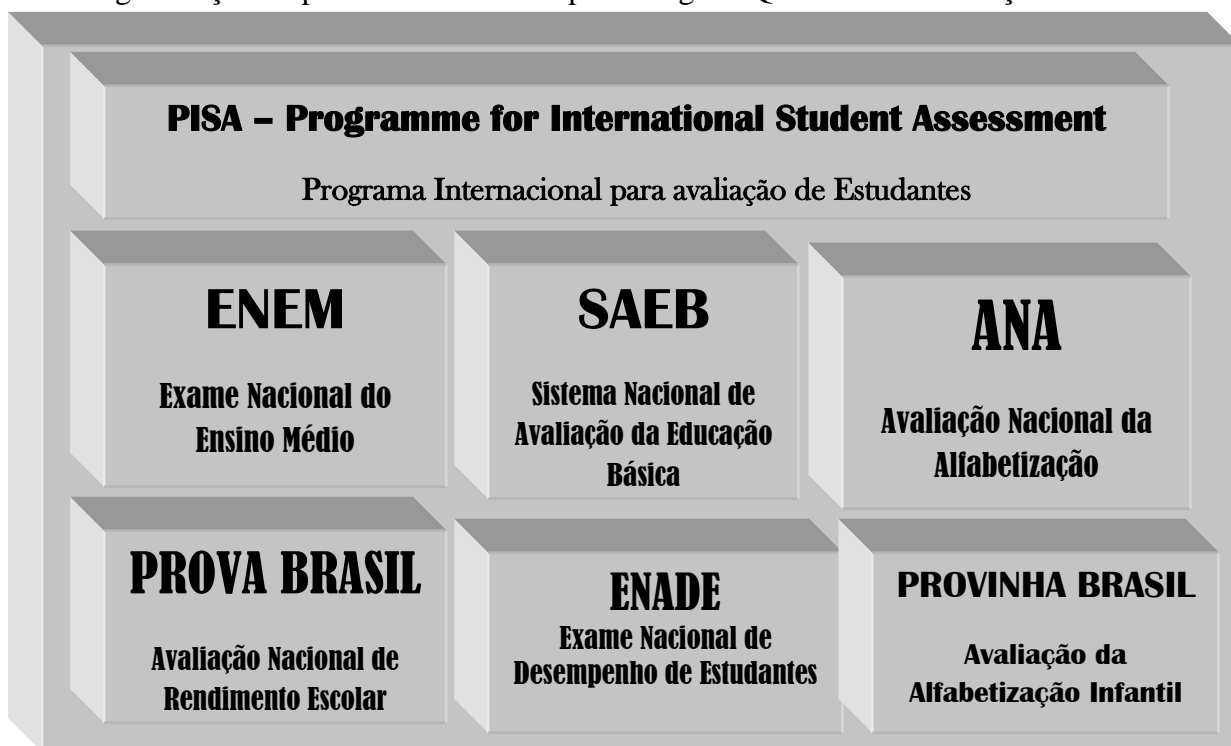 PISA – Programme for International Student Assessment
Programa Internacional para avaliação de Estudantes
ENEM
Exame Nacional do
Ensino Médio
SAEB
Sistema Nacional de
Avaliação da Educação
Básica
ANA
Avaliação Nacional da
Alfabetização
PROVA BRASIL
Avaliação Nacional de
Rendimento Escolar
ENADE
Exame Nacional de
Desempenho de Estudantes
PROVINHA BRASIL
Avaliação da
Alfabetização Infantil